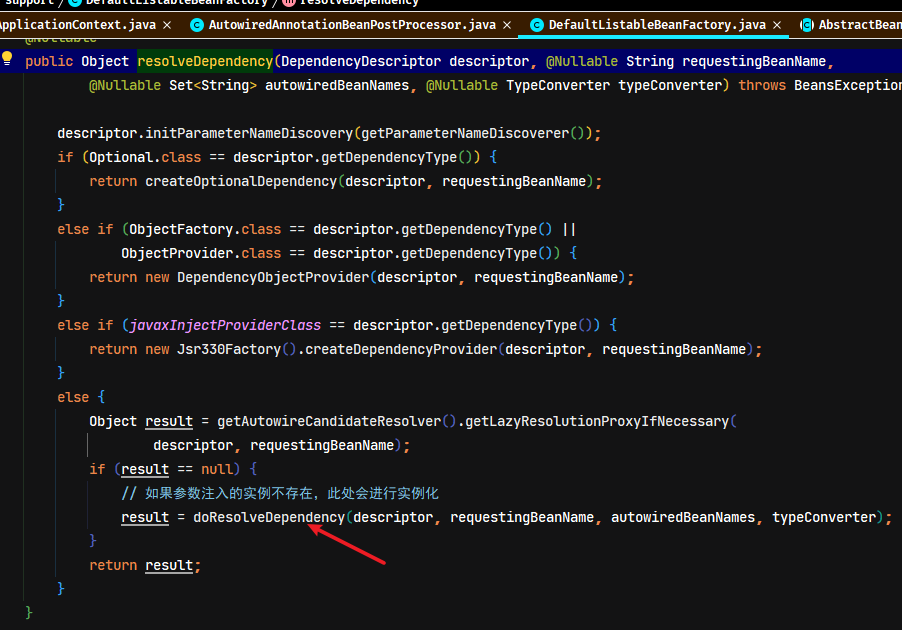 support / DefaultListableBeanFactory / resolveDependency
ApplicationContext.java × AutowiredAnnotationBeanPostProcessor.java × DefaultListableBeanFactory.java × AbstractBean
@Nullable
public Object resolveDependency(DependencyDescriptor descriptor, @Nullable String requestingBeanName,
@Nullable Set<String> autowiredBeanNames, @Nullable TypeConverter typeConverter) throws BeansException
descriptor.initParameterNameDiscovery(getParameterNameDiscoverer());
if (Optional.class == descriptor.getDependencyType()) {
return createOptionalDependency(descriptor, requestingBeanName);
}
else if (ObjectFactory.class == descriptor.getDependencyType() ||
ObjectProvider.class == descriptor.getDependencyType()) {
return new DependencyObjectProvider(descriptor, requestingBeanName);
}
else if (javaxInjectProviderClass == descriptor.getDependencyType()) {
return new Jsr330Factory().createDependencyProvider(descriptor, requestingBeanName);
}
else {
Object result = getAutowireCandidateResolver().getLazyResolutionProxyIfNecessary(
descriptor, requestingBeanName);
if (result == null) {
// 如果参数注入的实例不存在，此处会进行实例化
result = doResolveDependency(descriptor, requestingBeanName, autowiredBeanNames, typeConverter);
}
return result;
}
}